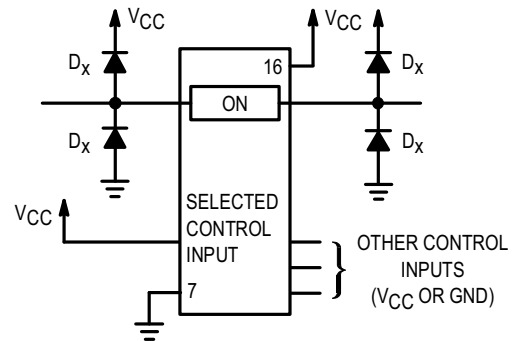 VCC
VCC
DX
16
DX
ON
DX
DX
VCC
SELECTED
CONTROL
INPUT
7
OTHER CONTROL
INPUTS
(VCC OR GND)